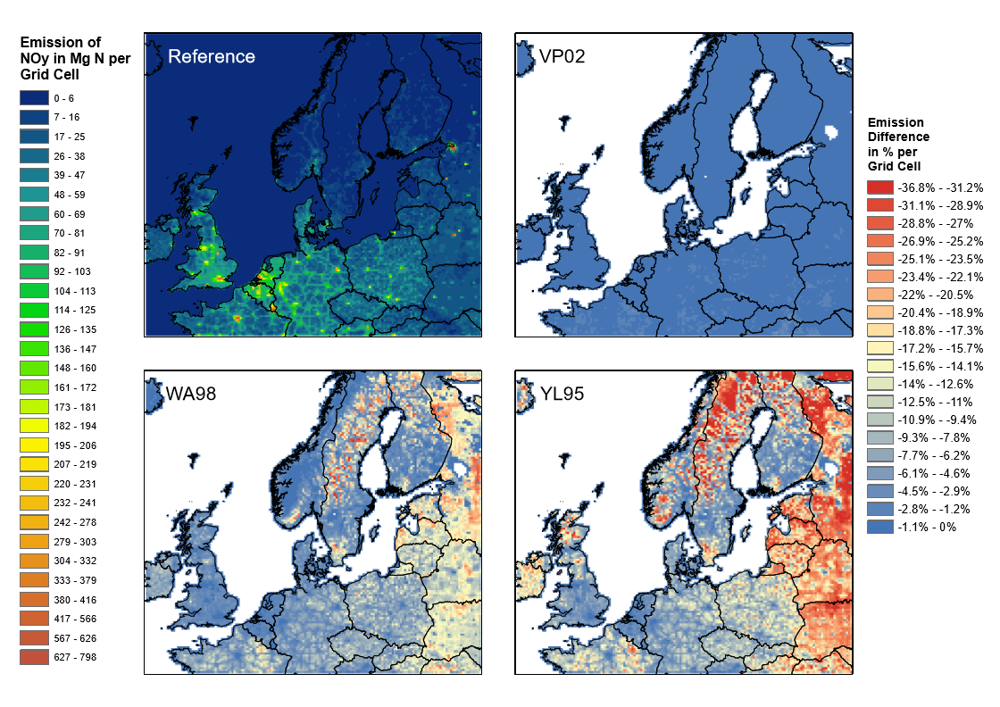 Emission of
NOy in Mg N per
Grid Cell
0 - 6
7 - 16
17 - 25
26 - 38
39 - 47
48 - 59
60 - 69
70 - 81
82 - 91
92 - 103
104 - 113
114 - 125
126 - 135
136 - 147
148 - 160
161 - 172
173 - 181
182 - 194
195 - 206
207 - 219
220 - 231
232 - 241
242 - 278
279 - 303
304 - 332
333 - 379
380 - 416
417 - 566
567 - 626
627 - 798
Reference
VP02
WA98
YL95
Emission
Difference
in % per
Grid Cell
-36.8% - -31.2%
-31.1% - -28.9%
-28.8% - -27%
-26.9% - -25.2%
-25.1% - -23.5%
-23.4% - -22.1%
-22% - -20.5%
-20.4% - -18.9%
-18.8% - -17.3%
-17.2% - -15.7%
-15.6% - -14.1%
-14% - -12.6%
-12.5% - -11%
-10.9% - -9.4%
-9.3% - -7.8%
-7.7% - -6.2%
-6.1% - -4.6%
-4.5% - -2.9%
-2.8% - -1.2%
-1.1% - 0%